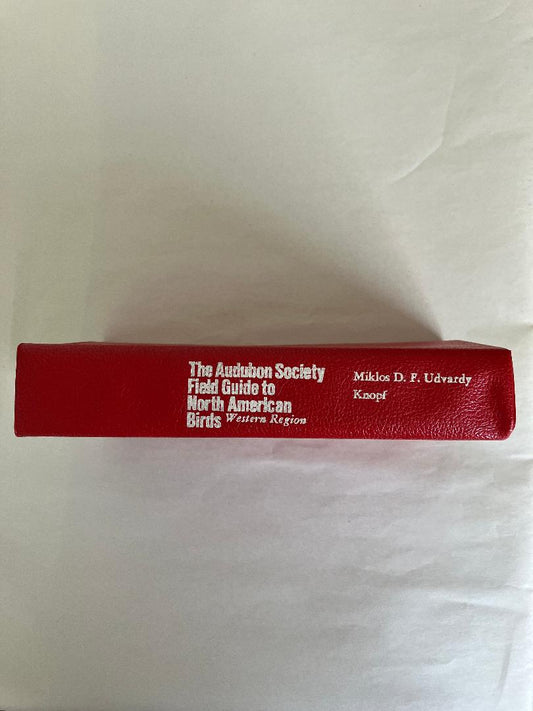 The Audubon Society
Field Guide to
North American
Birds Western Region
Miklos D. F. Udvardy
Knopf